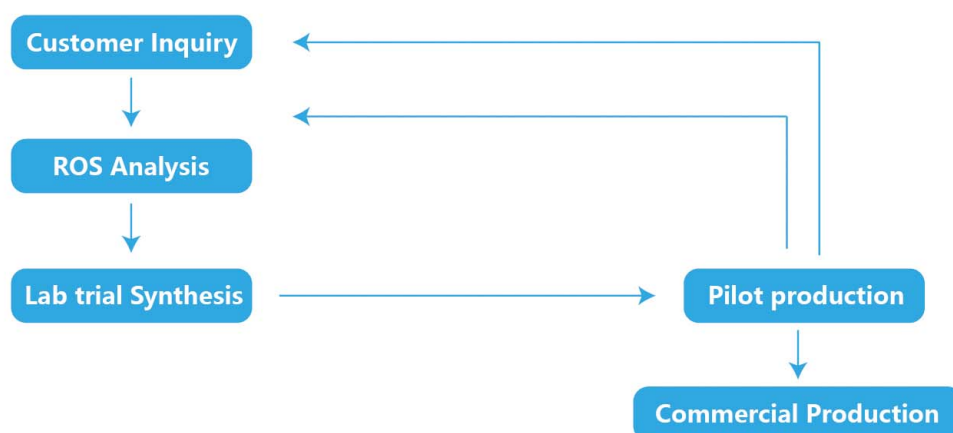 Customer Inquiry
ROS Analysis
Lab trial Synthesis
Pilot production
Commercial Production